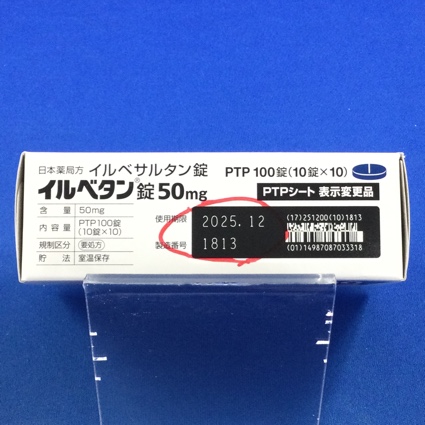 日本薬局方 イルベサルタン錠
イルベタン®錠50mg
PTP 100錠(10錠×10)
PTPシート 表示変更品
含量 50mg
内容量 PTP100錠
(10錠×10)
規制区分 要処方
貯法 室温保存
使用期限 2025.12
製造番号 1813
(17)251200(10)1813
(01)14987087033318